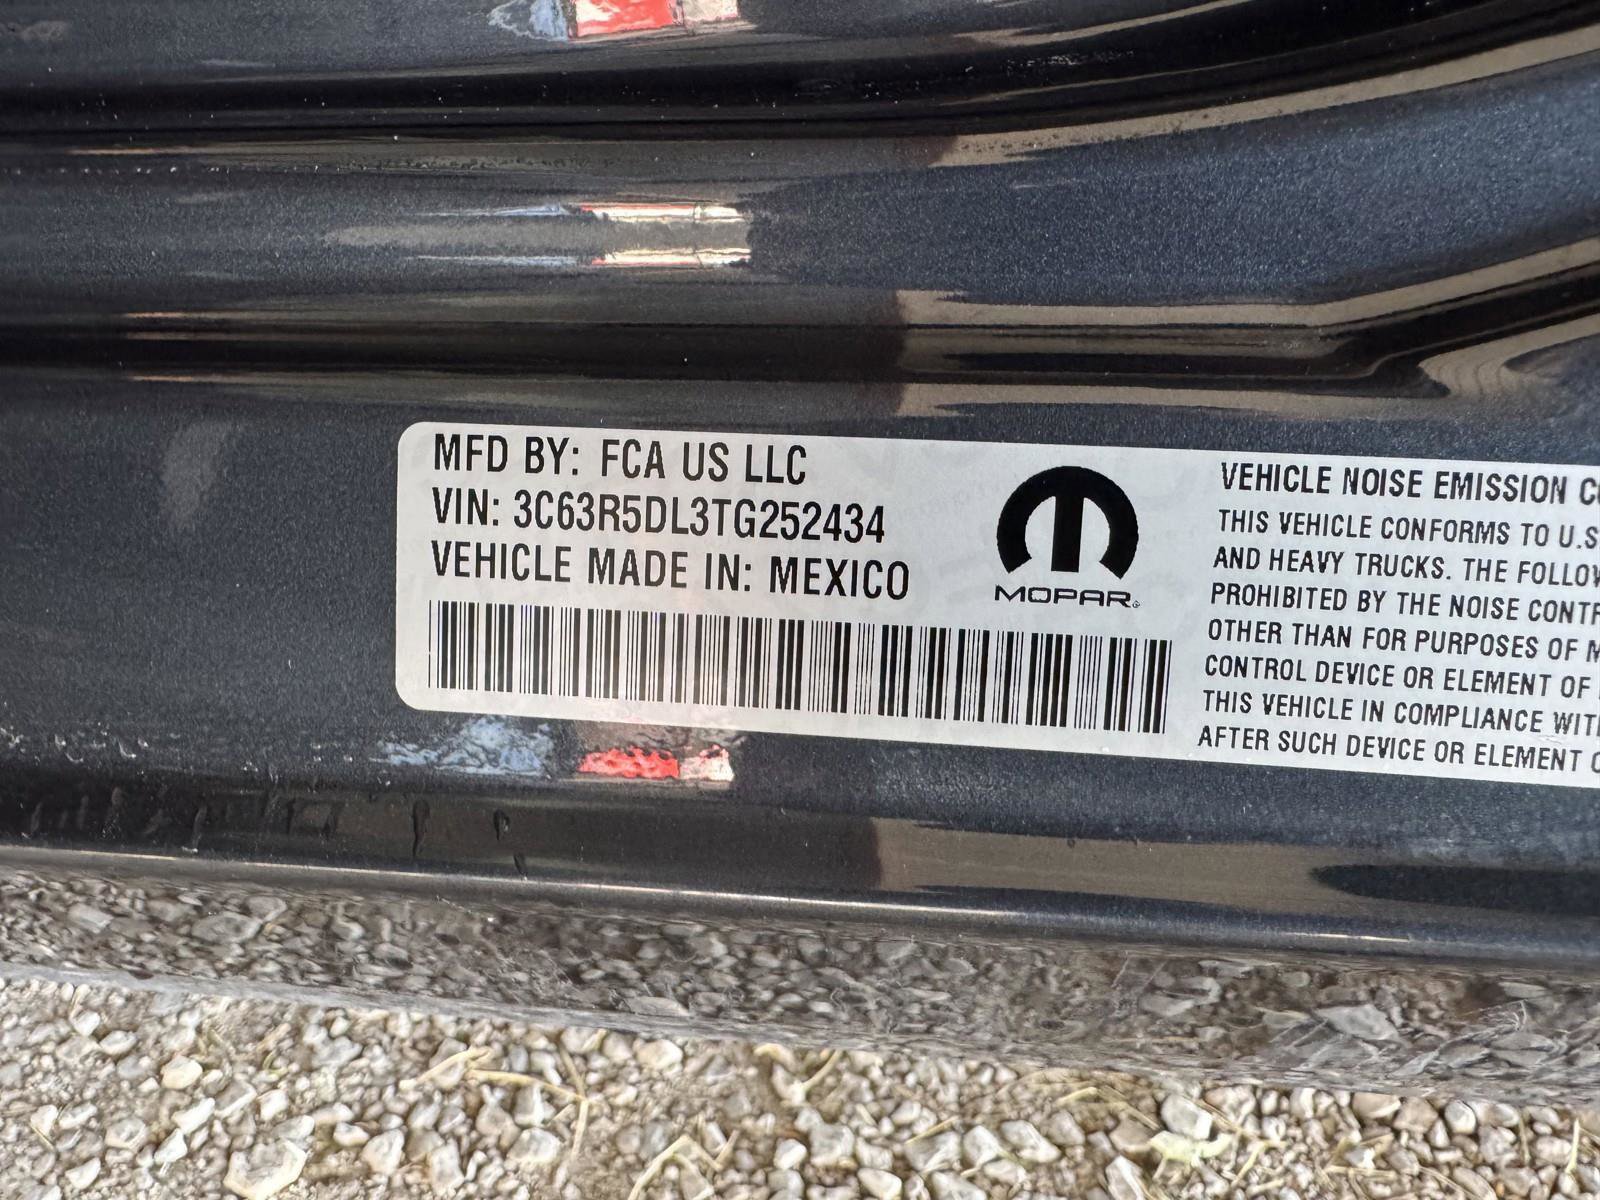 MFD BY: FCA US LLC
VIN: 3C63R5DL3TG252434
VEHICLE MADE IN: MEXICO
MOPAR
VEHICLE NOISE EMISSION
THIS VEHICLE CONFORMS TO U.S
AND HEAVY TRUCKS. THE
PROHIBITED BY THE NOISE
OTHER THAN FOR PURPOSES OF
CONTROL DEVICE OR ELEMENT OF
THIS VEHICLE IN COMPLIANCE
AFTER SUCH DEVICE OR ELEMENT